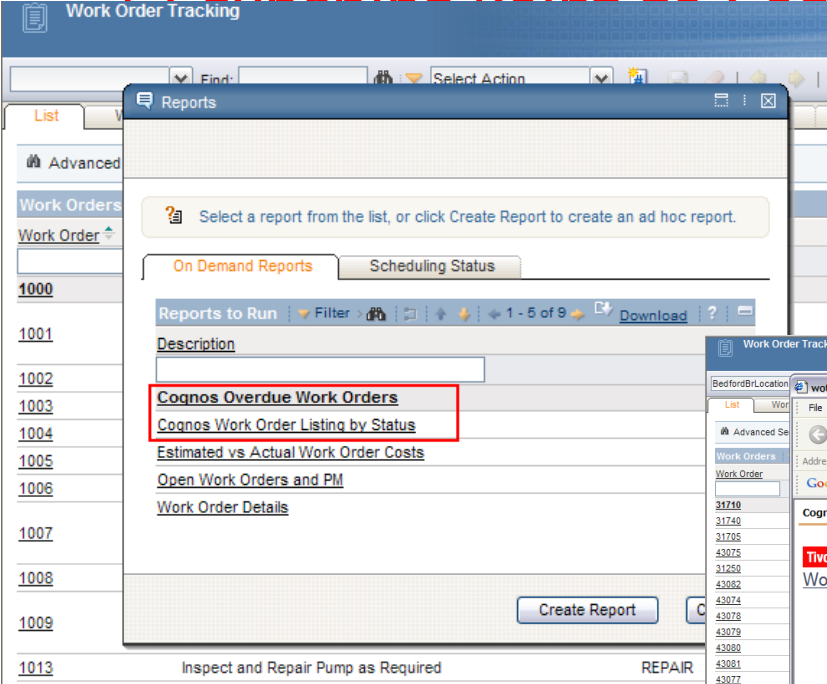 Work Order Tracking
Find:
Select Action
Reports
List
Advanced
Select a report from the list, or click Create Report to create an ad hoc report.
Work Orders
Work Order
On Demand Reports
Scheduling Status
1000
Reports to Run
Filter
1 - 5 of 9
Download
?
1001
Description
1002
Cognos Overdue Work Orders
1003
Cognos Work Order Listing by Status
1004
Estimated vs Actual Work Order Costs
1005
Open Work Orders and PM
1006
Work Order Details
1007
1008
1009
Create Report
1013
Inspect and Repair Pump as Required
REPAIR
Work Order Track
BedfordBrLocation
List
File
Advanced Se
Work Orders
Addre
Work Order
Goo
31710
Cogn
31740
31705
43075
Tivo
31250
Wo
43082
43074
43078
43079
43080
43081
43077